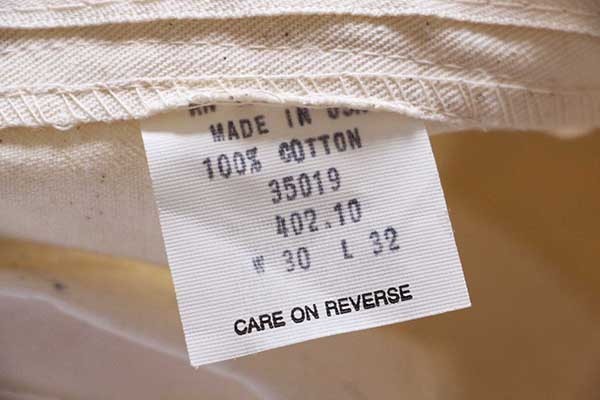 MADE IN USA
100% COTTON
35019
402.10
W 30 L 32
CARE ON REVERSE